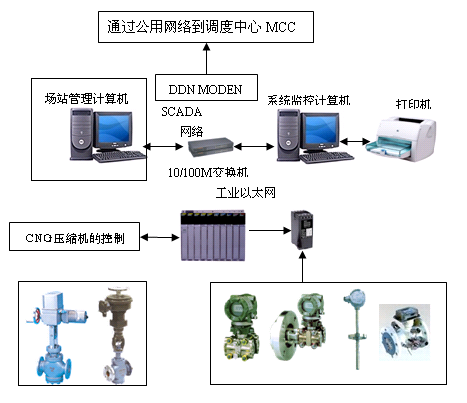 通过公用网络到调度中心 MCC
DDN MODEN
场站管理计算机
SCADA
网络
系统监控计算机
打印机
10/100M交换机
工业以太网
CNG压缩机的控制